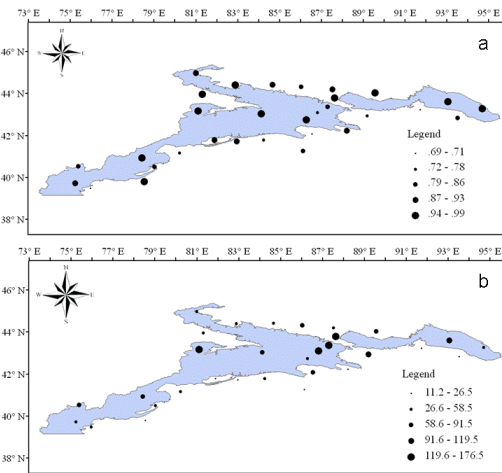 73° E 75° E 77° E 79° E 81° E 83° E 85° E 87° E 89° E 91° E 93° E 95° E
a
46° N
44° N
42° N
40° N
38° N
N
W E
S
Legend
.69 - .71
.72 - .78
.79 - .86
.87 - .93
.94 - .99
73° E 75° E 77° E 79° E 81° E 83° E 85° E 87° E 89° E 91° E 93° E 95° E
b
46° N
44° N
42° N
40° N
38° N
N
W E
S
Legend
11.2 - 26.5
26.6 - 58.5
58.6 - 91.5
91.6 - 119.5
119.6 - 176.5